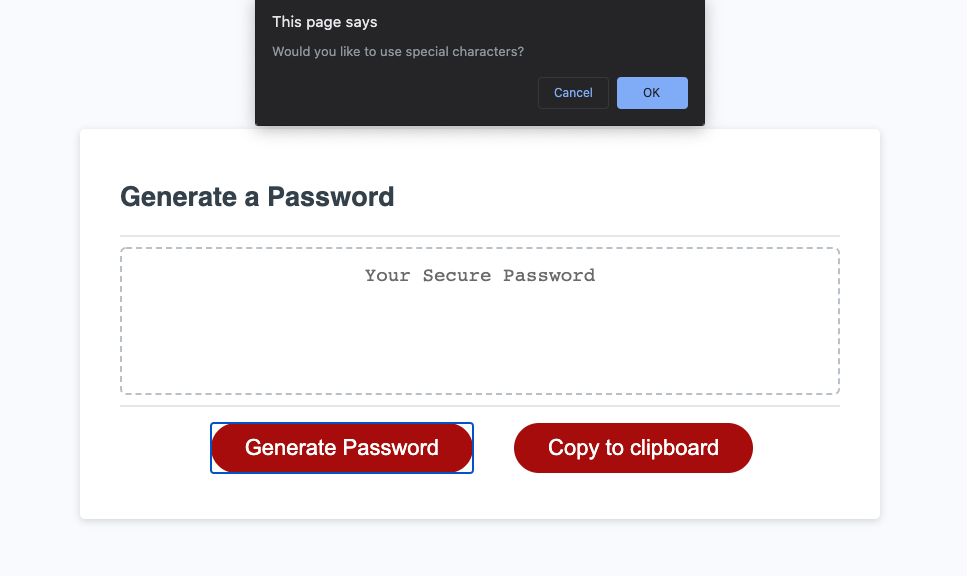 This page says
Would you like to use special characters?
Cancel OK
Generate a Password
Your Secure Password
Generate Password Copy to clipboard